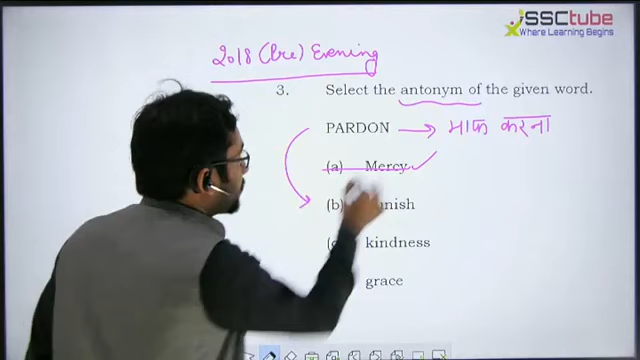 SSCtube
Where Learning Begins
2018 (Pre) Evening
3. Select the antonym of the given word.
PARDON → माफ करना
(a) Mercy
(b)
kindness
grace